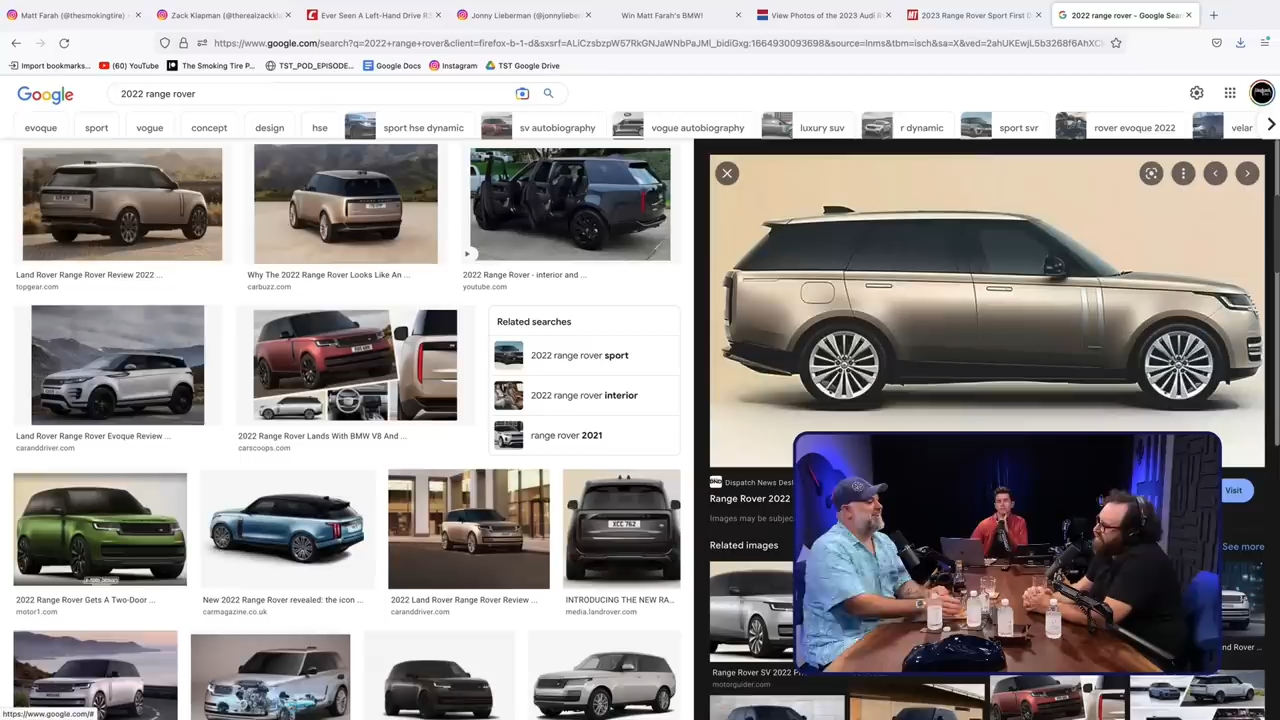 Matt Farah (@thesmokingtire)
Zack Klapman (@therealzackkl
Ever Seen A Left-Hand Drive R3
Jonny Lieberman (@jonnylieber
Win Matt Farah's BMW!
View Photos of the 2023 Audi R
2023 Range Rover Sport First D
2022 range rover - Google Sear
https://www.google.com/search?q=2022+range+rover&client=firefox-b-1-d&sxsrf=
Import bookmarks...
(60) YouTube
The Smoking Tire P...
TST_POD_EPISODE...
Google Docs
Instagram
TST Google Drive
Google
2022 range rover
evoque
sport
vogue
concept
design
hse
sport hse dynamic
sv autobiography
vogue autobiography
luxury suv
r dynamic
sport svr
rover evoque 2022
velar
Land Rover Range Rover Review 2022 ...
topgear.com
Why The 2022 Range Rover Looks Like An ...
carbuzz.com
2022 Range Rover - interior and ...
youtube.com
Land Rover Range Rover Evoque Review ...
caranddriver.com
2022 Range Rover Lands With BMW V8 And ...
carscoops.com
Related searches
2022 range rover sport
2022 range rover interior
range rover 2021
2022 Range Rover Gets A Two-Door ...
motor1.com
New 2022 Range Rover revealed: the icon ...
carmagazine.co.uk
2022 Land Rover Range Rover Review ...
caranddriver.com
XCC 762
INTRODUCING THE NEW RA...
media.landrover.com
Dispatch News Desk
Range Rover 2022
Images may be subjec
Visit
Related images
See more
Range Rover SV 2022
motorguider.com
nd Rover ...
https://www.google.com/#